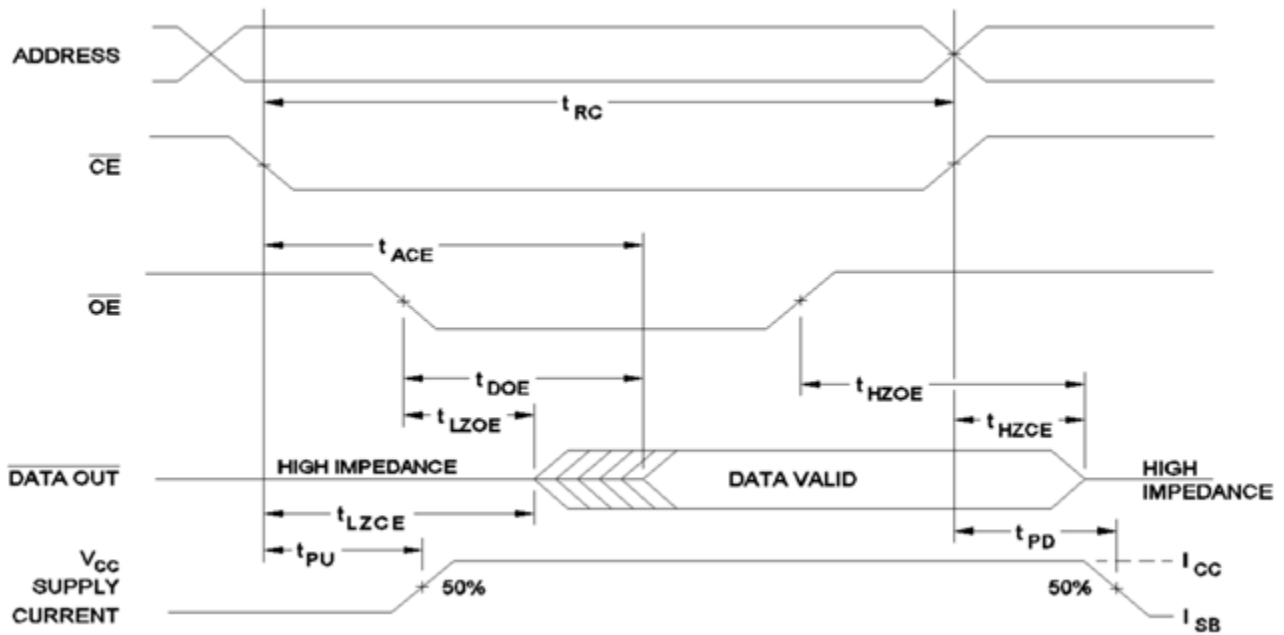 ADDRESS
t RC
CE
t ACE
OE
t DOE
t HZOE
t LZOE
t HZCE
DATA OUT
HIGH IMPEDANCE
DATA VALID
HIGH
IMPEDANCE
t LZCE
t PD
t PU
VCC
SUPPLY
CURRENT
50%
50%
I CC
I SB